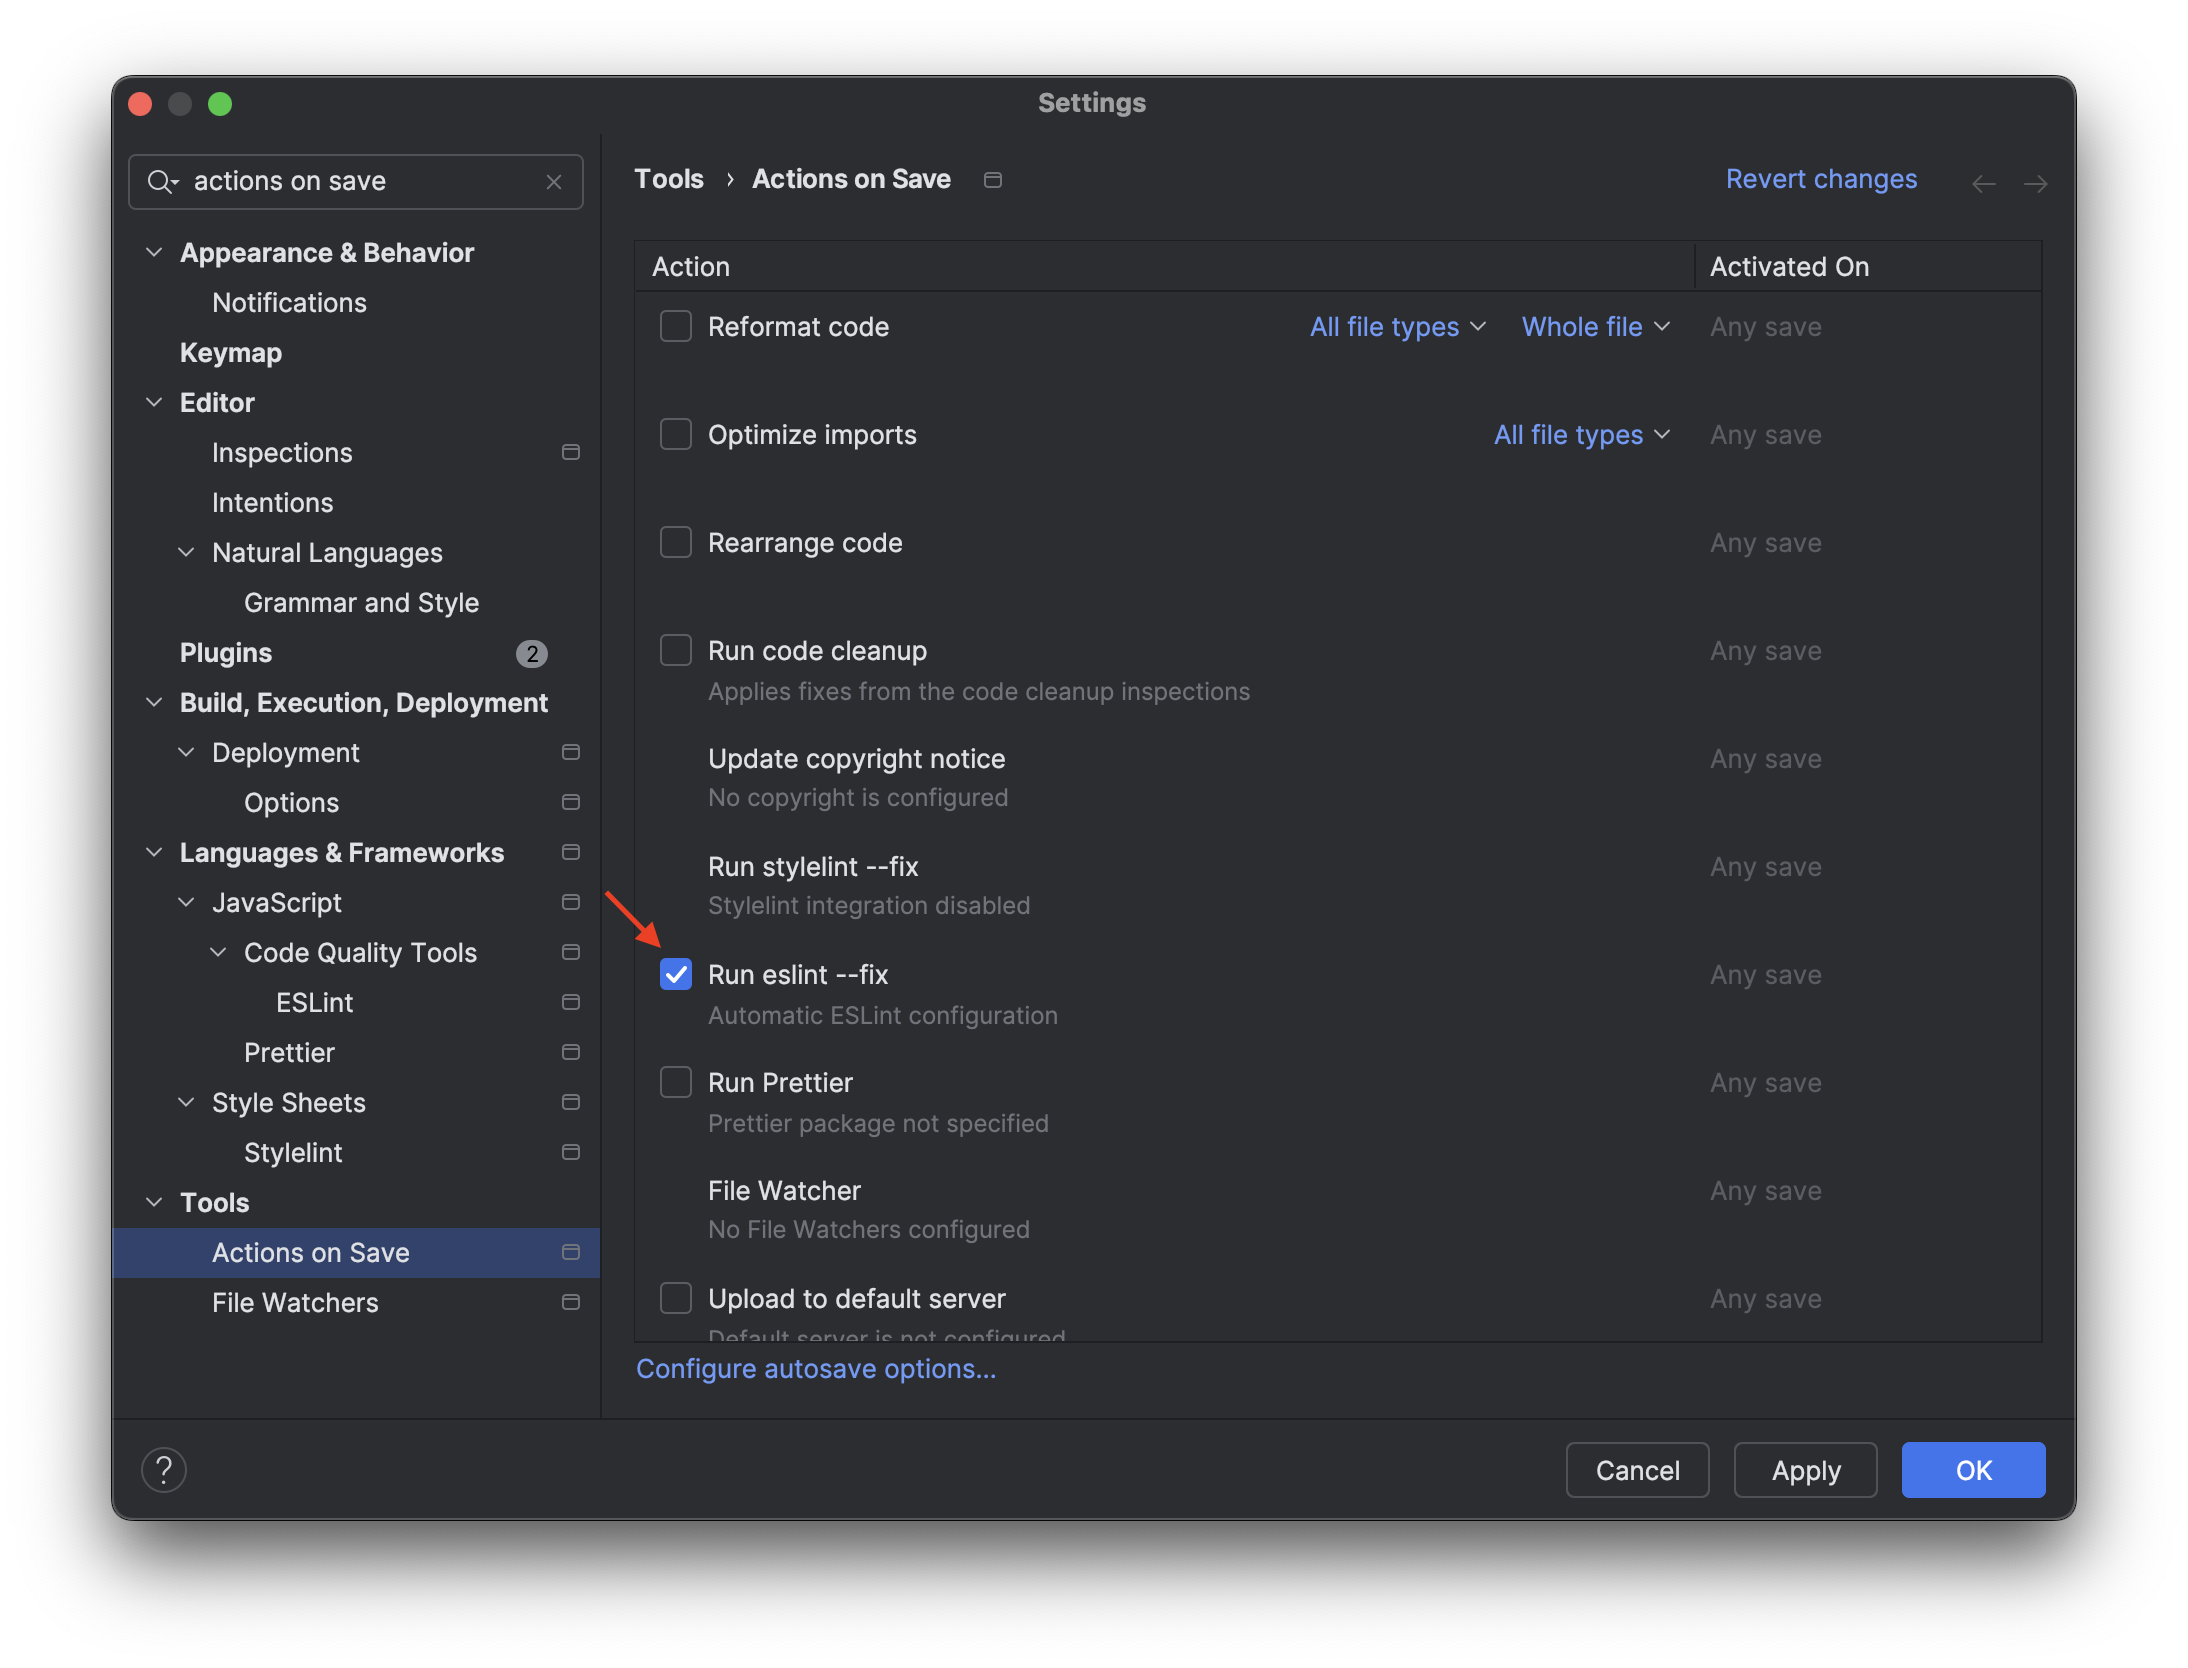 Settings
actions on save
Appearance & Behavior
Notifications
Keymap
Editor
Inspections
Intentions
Natural Languages
Grammar and Style
Plugins 2
Build, Execution, Deployment
Deployment
Options
Languages & Frameworks
JavaScript
Code Quality Tools
ESLint
Prettier
Style Sheets
Stylelint
Tools
Actions on Save
File Watchers
Tools › Actions on Save Revert changes
Action Activated On
Reformat code All file types Whole file Any save
Optimize imports All file types Any save
Rearrange code Any save
Run code cleanup Any save
Applies fixes from the code cleanup inspections
Update copyright notice Any save
No copyright is configured
Run stylelint --fix Any save
Stylelint integration disabled
Run eslint --fix Any save
Automatic ESLint configuration
Run Prettier Any save
Prettier package not specified
File Watcher Any save
No File Watchers configured
Upload to default server Any save
Default server is not configured
Configure autosave options...
? Cancel Apply OK